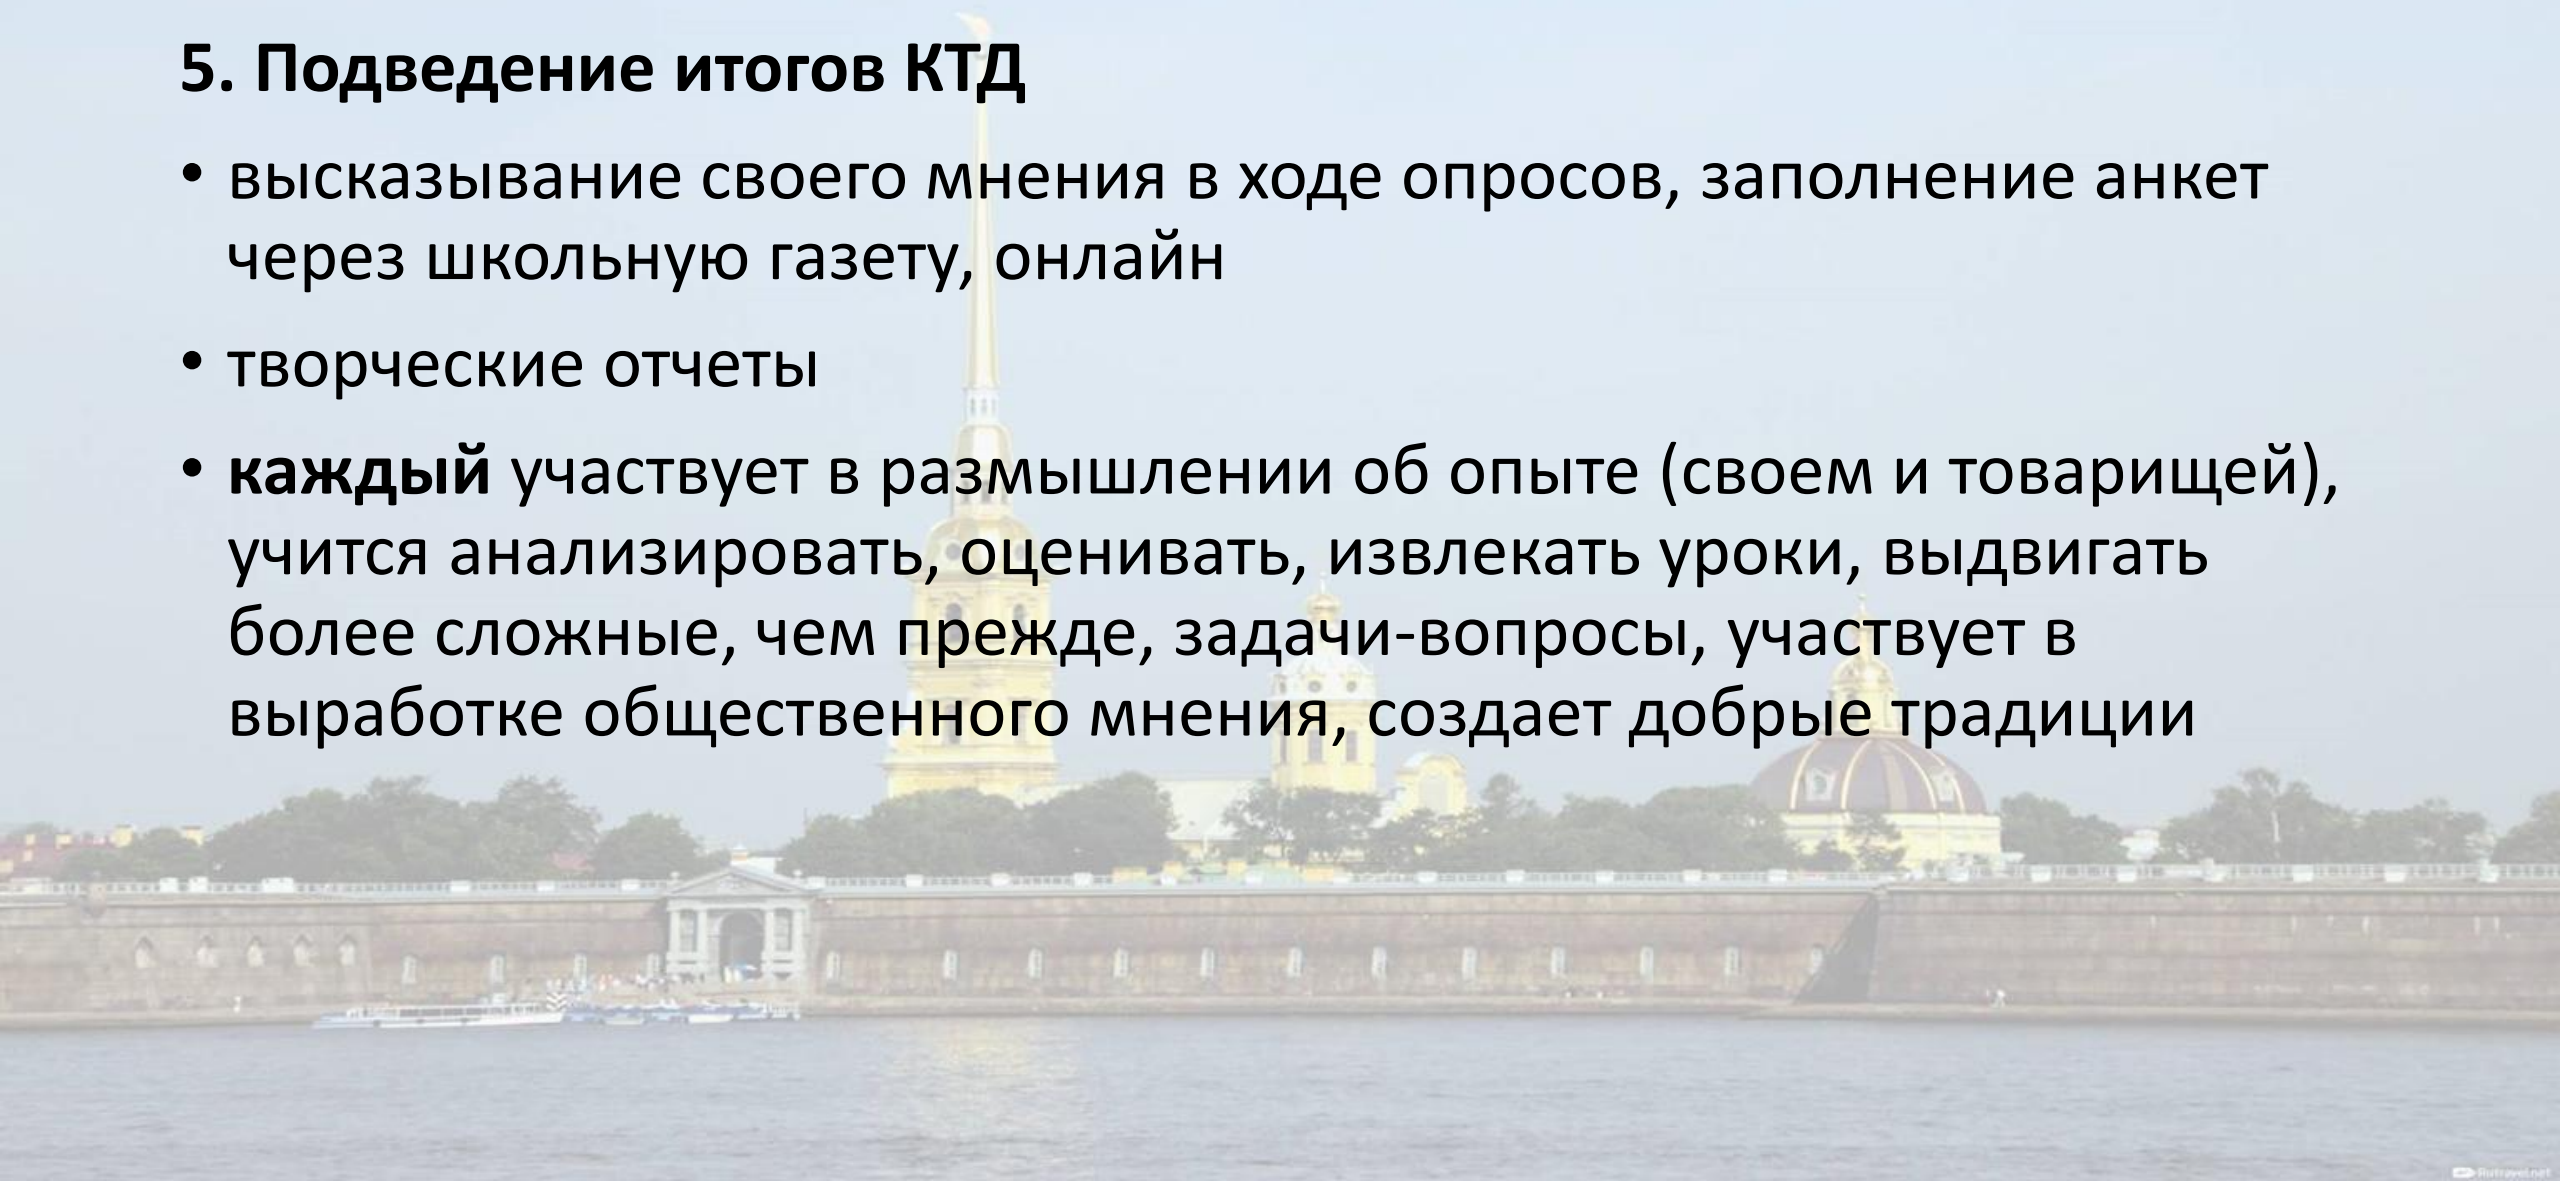 5. Подведение итогов КТД
• высказывание своего мнения в ходе опросов, заполнение анкет
через школьную газету, онлайн
• творческие отчеты
• каждый участвует в размышлении об опыте (своем и товарищей),
учится анализировать, оценивать, извлекать уроки, выдвигать
более сложные, чем прежде, задачи-вопросы, участвует в
выработке общественного мнения, создает добрые традиции
Rutravel.net